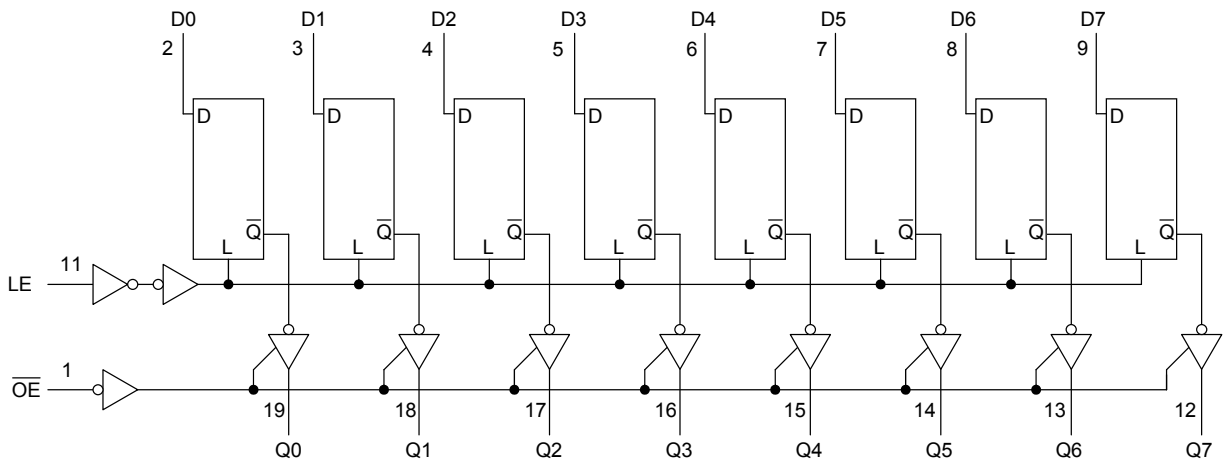 D0 D1 D2 D3 D4 D5 D6 D7
2 3 4 5 6 7 8 9
D D D D D D D D
Q̅ Q̅ Q̅ Q̅ Q̅ Q̅ Q̅ Q̅
L L L L L L L L
11
LE
1
O̅E̅
19 18 17 16 15 14 13 12
Q0 Q1 Q2 Q3 Q4 Q5 Q6 Q7